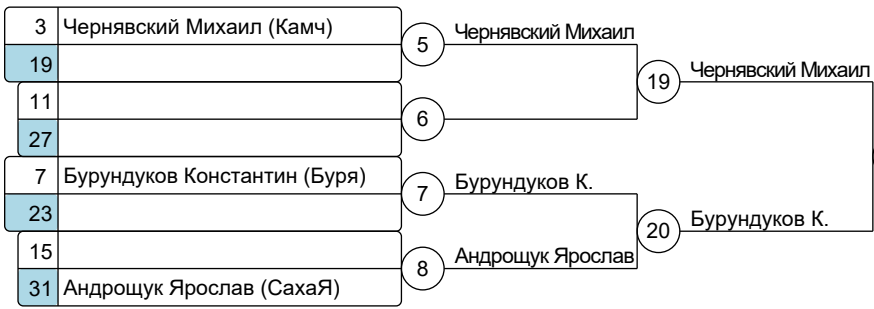 3 Чернявский Михаил (Камч)
19
5 Чернявский Михаил
11
27
6
19 Чернявский Михаил
7 Бурундуков Константин (Буря)
23
7 Бурундуков К.
15
31 Андрощук Ярослав (СахаЯ)
8 Андрощук Ярослав
20 Бурундуков К.